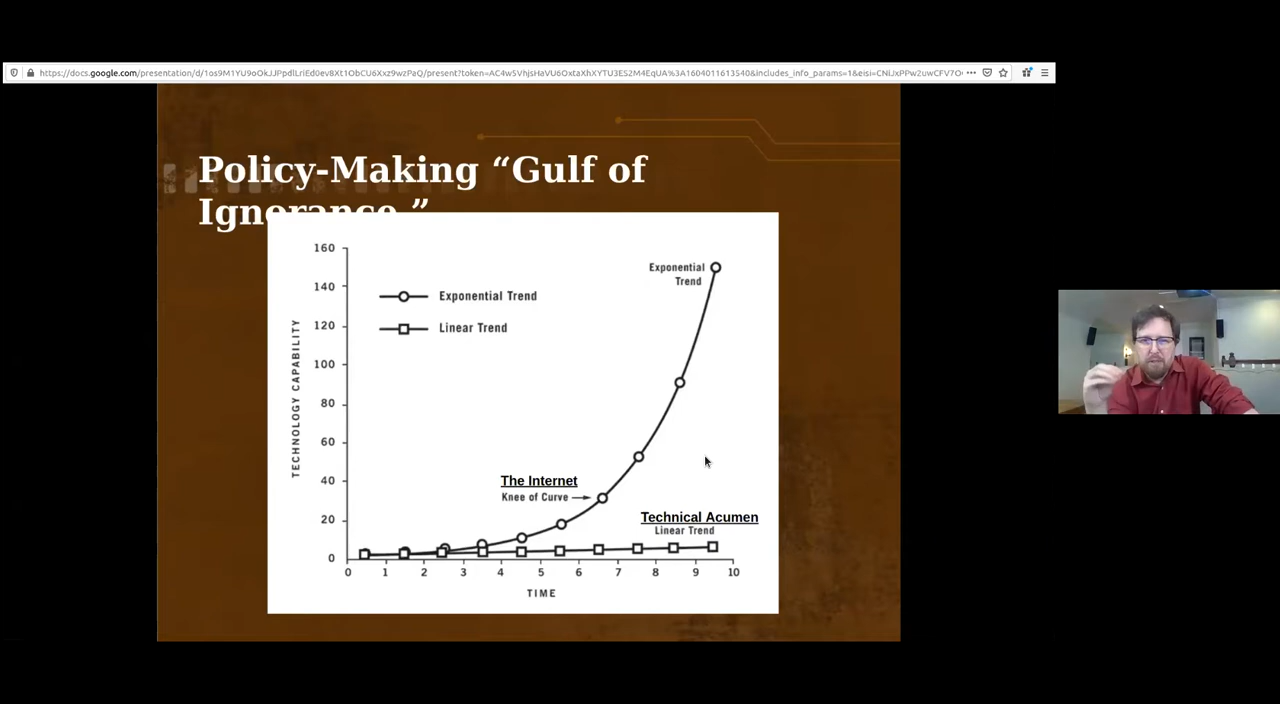 Policy-Making “Gulf of
Ignorance ”
160
140
120
100
80
60
40
20
0
TECHNOLOGY CAPABILITY
Exponential Trend
Linear Trend
Exponential
Trend
The Internet
Knee of Curve
Technical Acumen
Linear Trend
0 1 2 3 4 5 6 7 8 9 10
TIME